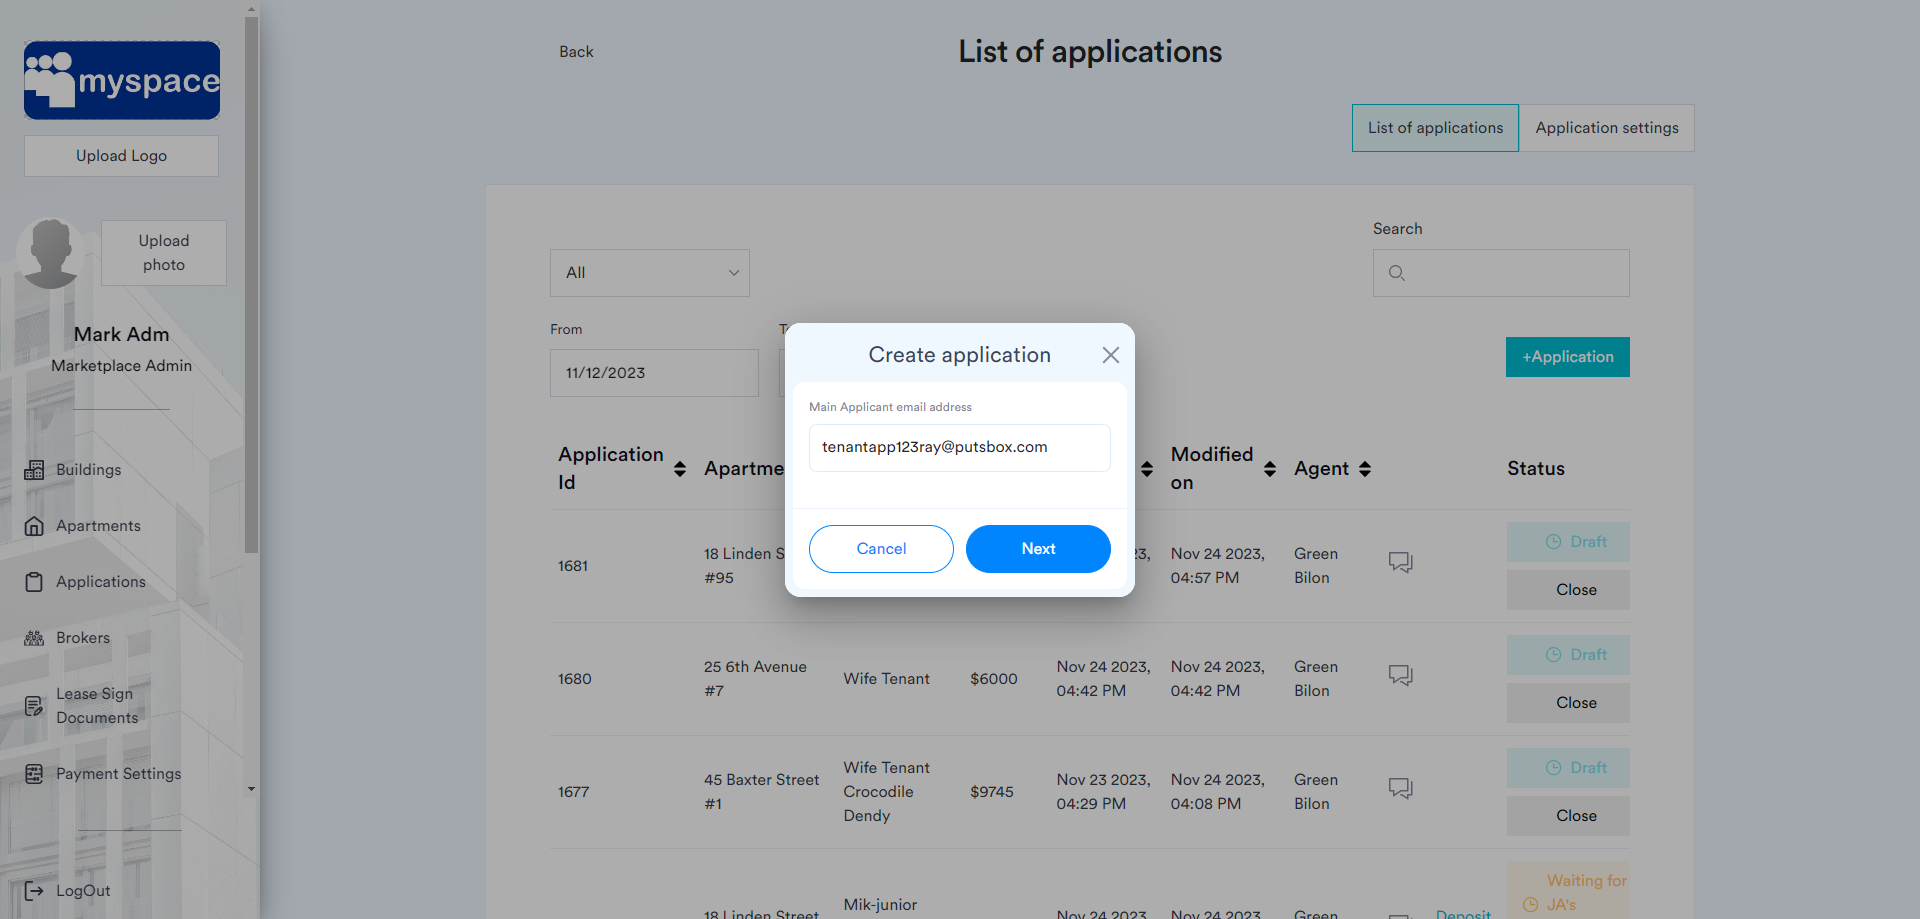 myspace
Upload Logo
Upload
photo
Mark Adm
Marketplace Admin
Buildings
Apartments
Applications
Brokers
Lease Sign
Documents
Payment Settings
LogOut
Back
List of applications
List of applications
Application settings
Search
All
From
11/12/2023
+Application
Create application
Main Applicant email address
tenantapp123ray@putsbox.com
Cancel
Next
Application
Id
Modified
on
Agent
Status
1681
18 Linden
#95
Nov 24 2023,
04:57 PM
Green
Bilon
Draft
Close
1680
25 6th Avenue
#7
Wife Tenant
$6000
Nov 24 2023,
04:42 PM
Nov 24 2023,
04:42 PM
Green
Bilon
Draft
Close
1677
45 Baxter Street
#1
Wife Tenant
Crocodile
Dendy
$9745
Nov 23 2023,
04:29 PM
Nov 24 2023,
04:08 PM
Green
Bilon
Draft
Close
18 Linden Street
Mik-junior
Nov 24 2023,
Nov 24 2023,
Green
Deposit
Waiting for
JA's